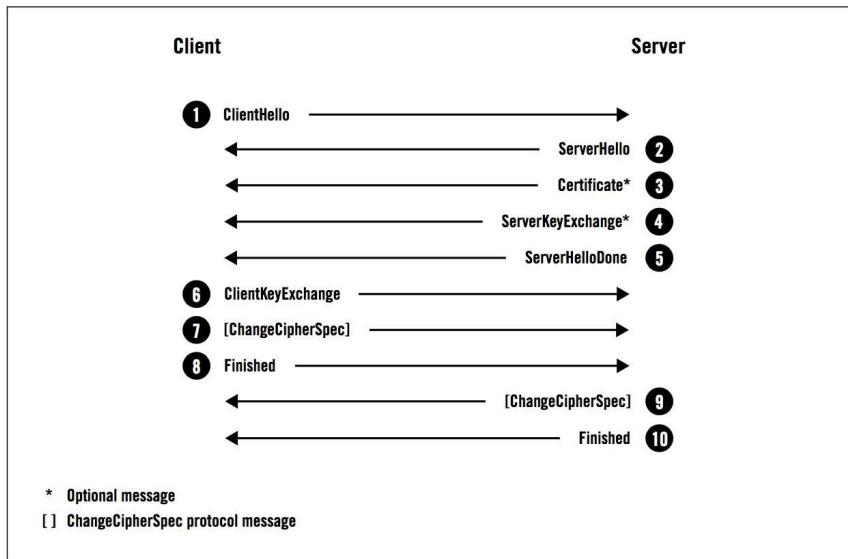 Client Server
1 ClientHello
ServerHello 2
Certificate* 3
ServerKeyExchange* 4
ServerHelloDone 5
6 ClientKeyExchange
7 [ChangeCipherSpec]
8 Finished
[ChangeCipherSpec] 9
Finished 10
* Optional message
[ ] ChangeCipherSpec protocol message